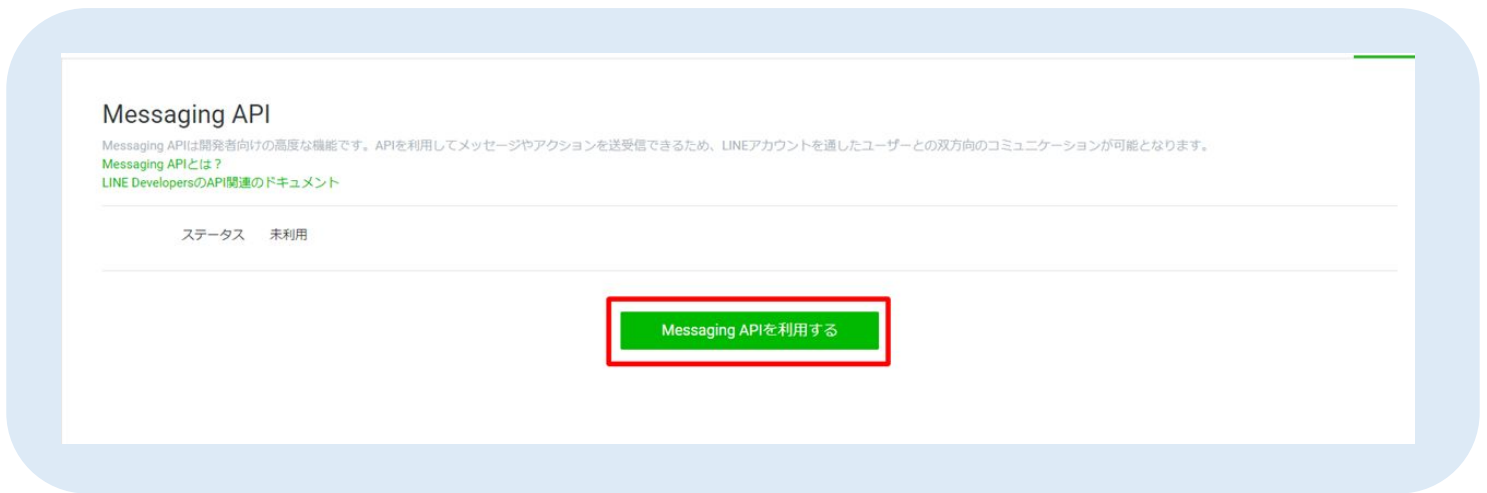 Messaging API
Messaging APIは開発者向けの高度な機能です。APIを利用してメッセージやアクションを送受信できるため、LINEアカウントを通したユーザーとの双方向のコミュニケーションが可能となります。
Messaging APIとは？
LINE DevelopersのAPI関連のドキュメント
ステータス 未利用
Messaging APIを利用する